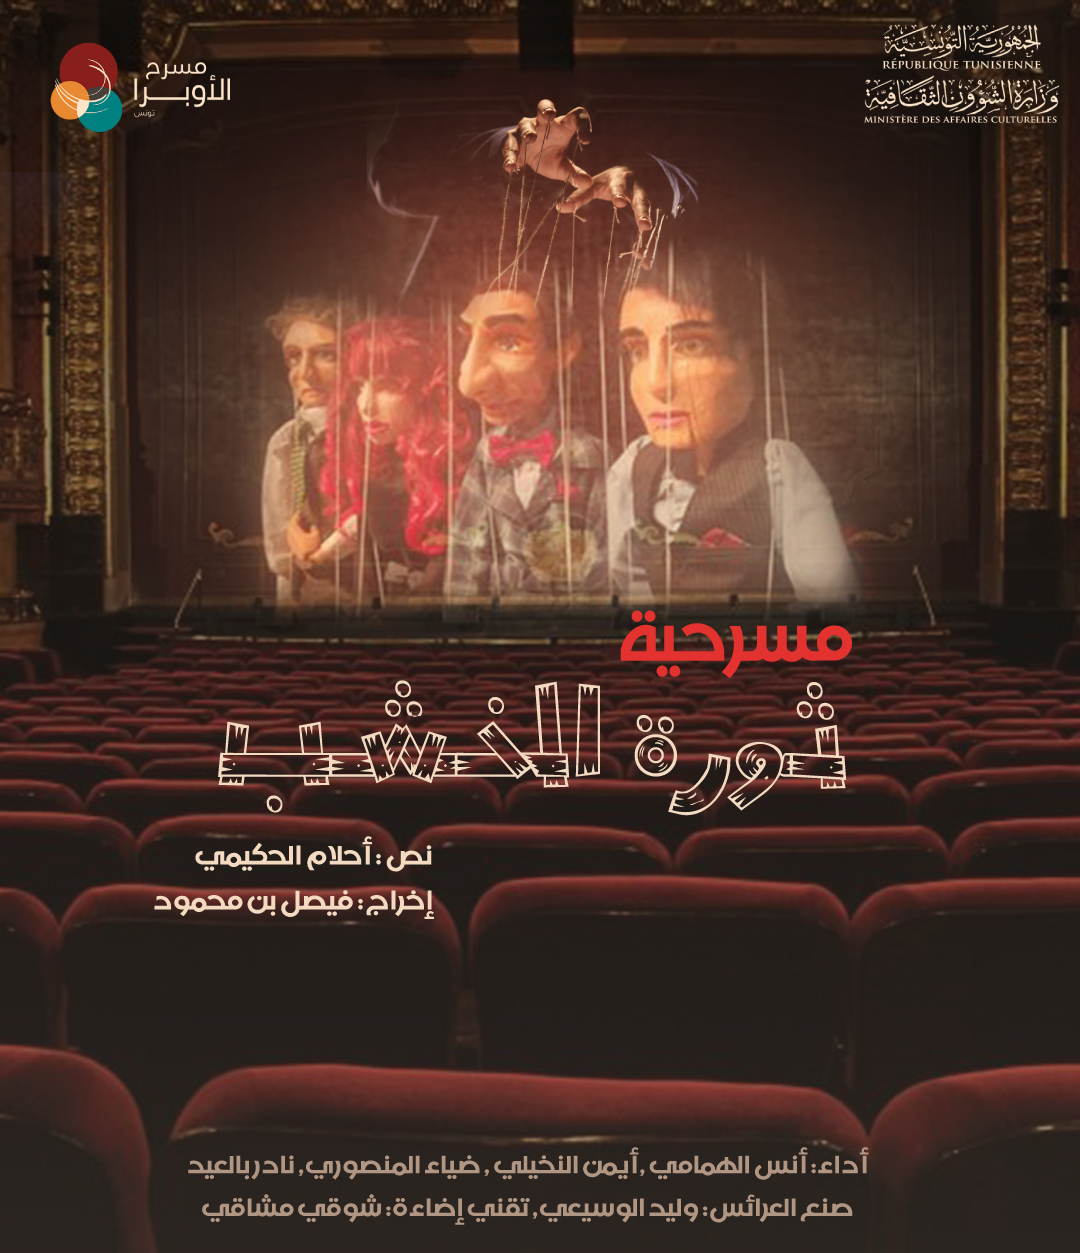 مسرح
الأوبرا
تونس
الجمهورية التونسية
RÉPUBLIQUE TUNISIENNE
وزارة الشؤون الثقافية
MINISTÈRE DES AFFAIRES CULTURELLES
مسرحية
ثورة الخشب
نص : أحلام الحكيمي
إخراج : فيصل بن محمود
أداء: أنس الهمامي ,أيمن النخيلي , ضياء المنصوري, نادر بالعيد
صنع العرائس: وليد الوسيعي, تقني إضاءة: شوقي مشاقي